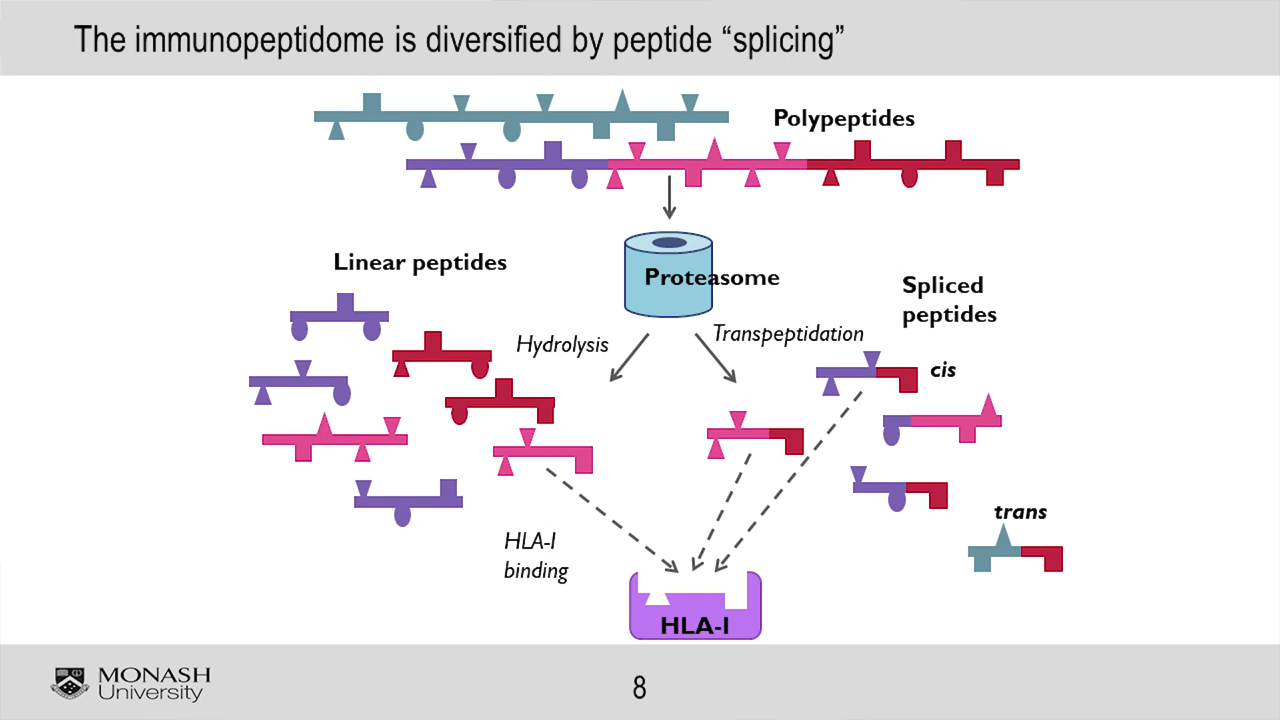 The immunopeptidome is diversified by peptide “splicing”
Polypeptides
Linear peptides
Proteasome
Spliced
peptides
Hydrolysis
Transpeptidation
cis
trans
HLA-I
binding
HLA-I
MONASH
University
8